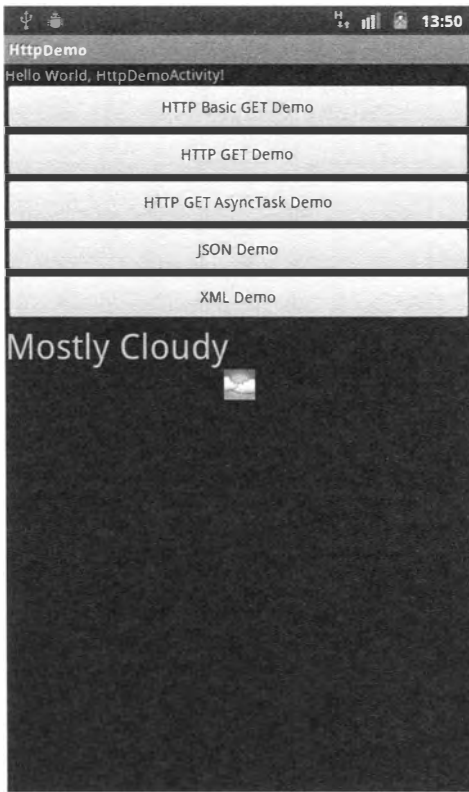 H 13:50
HttpDemo
Hello World, HttpDemoActivity!
HTTP Basic GET Demo
HTTP GET Demo
HTTP GET AsyncTask Demo
JSON Demo
XML Demo
Mostly Cloudy